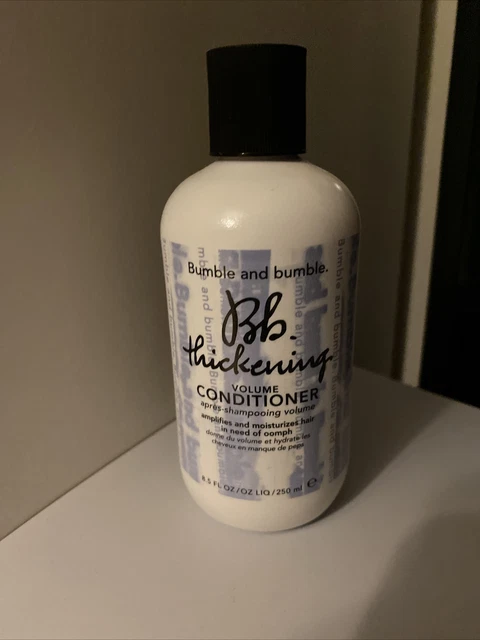 Bumble and bumble.
Bb.
thickening
VOLUME
CONDITIONER
après-shampooing volume
amplifies and moisturizes hair
in need of oomph
donne du volume et hydrate les
cheveux en manque de peps
8.5 FL OZ/OZ LIQ/250 ml ℮